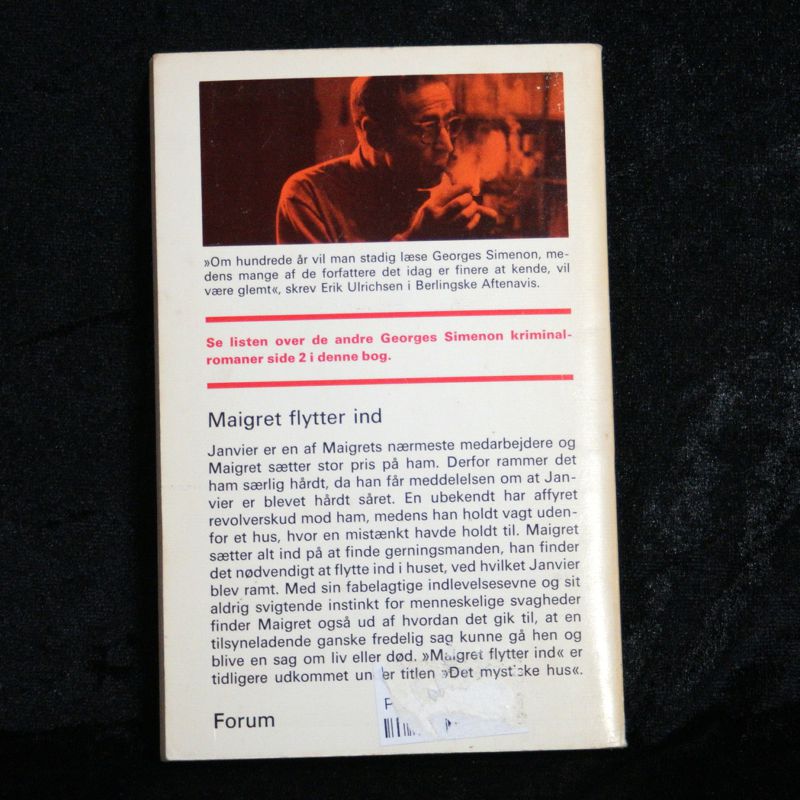 »Om hundrede år vil man stadig læse Georges Simenon, me-
dens mange af de forfattere det idag er finere at kende, vil
være glemt«, skrev Erik Ulrichsen i Berlingske Aftenavis.
Se listen over de andre Georges Simenon kriminal-
romaner side 2 i denne bog.
Maigret flytter ind
Janvier er en af Maigrets nærmeste medarbejdere og
Maigret sætter stor pris på ham. Derfor rammer det
ham særlig hårdt, da han får meddelelsen om at Jan-
vier er blevet hårdt såret. En ubekendt har affyret
revolverskud mod ham, medens han holdt vagt uden-
for et hus, hvor en mistænkt havde holdt til. Maigret
sætter alt ind på at finde gerningsmanden, han finder
det nødvendigt at flytte ind i huset, ved hvilket Janvier
blev ramt. Med sin fabelagtige indlevelsesevne og sit
aldrig svigtende instinkt for menneskelige svagheder
finder Maigret også ud af hvordan det gik til, at en
tilsyneladende ganske fredelig sag kunne gå hen og
blive en sag om liv eller død. »Maigret flytter ind« er
tidligere udkommet under titlen »Det mystiske hus«.
Forum